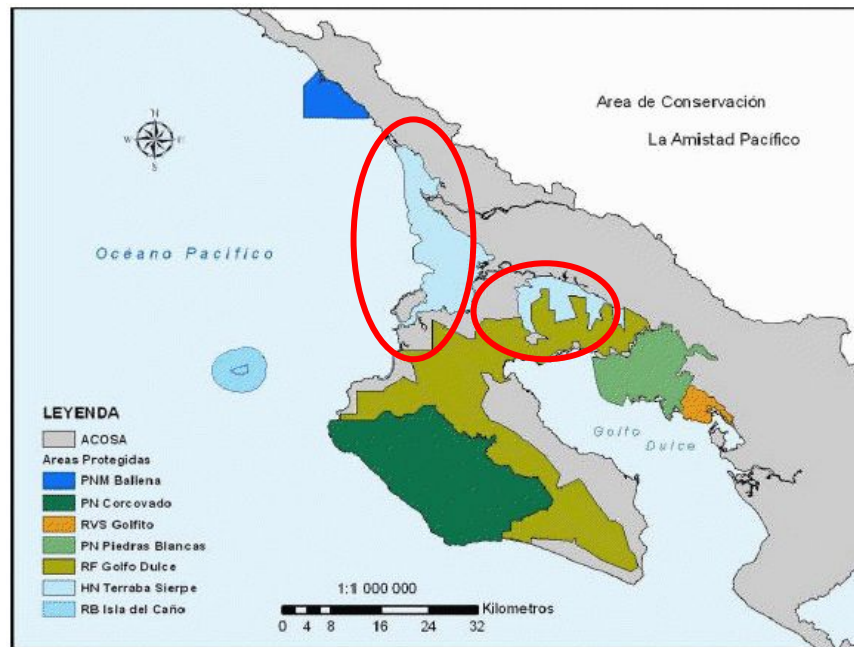 Area de Conservación
La Amistad Pacífico
N
W
E
S
Océano Pacífico
Golfo
Dulce
LEYENDA
ACOSA
Areas Protegidas
PNM Ballena
PN Corcovado
RVS Golfito
PN Piedras Blancas
RF Golfo Dulce
HN Terraba Sierpe
RB Isla del Caño
1:1 000 000
Kilometros
0 4 8 16 24 32